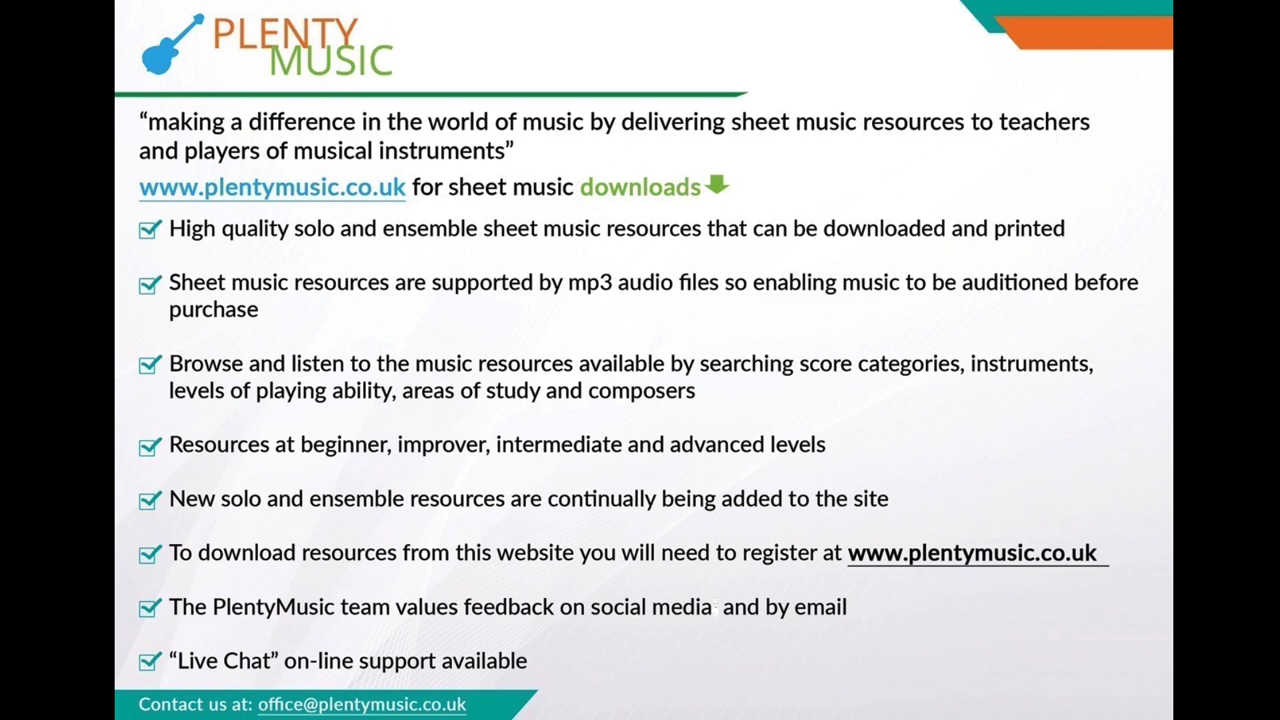 PLENTY
MUSIC
“making a difference in the world of music by delivering sheet music resources to teachers
and players of musical instruments”
www.plentymusic.co.uk for sheet music downloads
High quality solo and ensemble sheet music resources that can be downloaded and printed
Sheet music resources are supported by mp3 audio files so enabling music to be auditioned before
purchase
Browse and listen to the music resources available by searching score categories, instruments,
levels of playing ability, areas of study and composers
Resources at beginner, improver, intermediate and advanced levels
New solo and ensemble resources are continually being added to the site
To download resources from this website you will need to register at www.plentymusic.co.uk
The PlentyMusic team values feedback on social media and by email
“Live Chat” on-line support available
Contact us at: office@plentymusic.co.uk